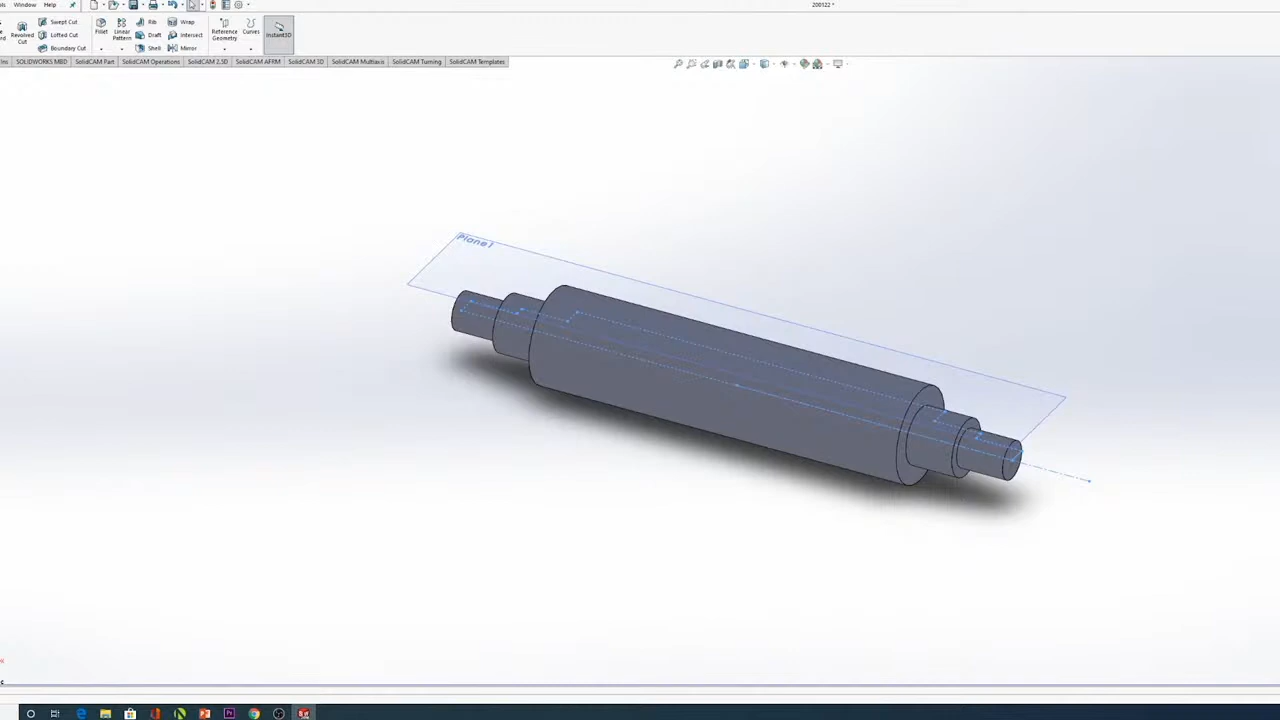 Window Help
200122 *
Swept Cut
Lofted Cut
Boundary Cut
Revolved
Cut
Fillet
Linear
Pattern
Rib
Draft
Shell
Wrap
Intersect
Mirror
Reference
Geometry
Curves
Instant3D
SOLIDWORKS MBD
SolidCAM Part
SolidCAM Operations
SolidCAM 2.5D
SolidCAM AFRM
SolidCAM 3D
SolidCAM Multiaxis
SolidCAM Turning
SolidCAM Templates
Plane1